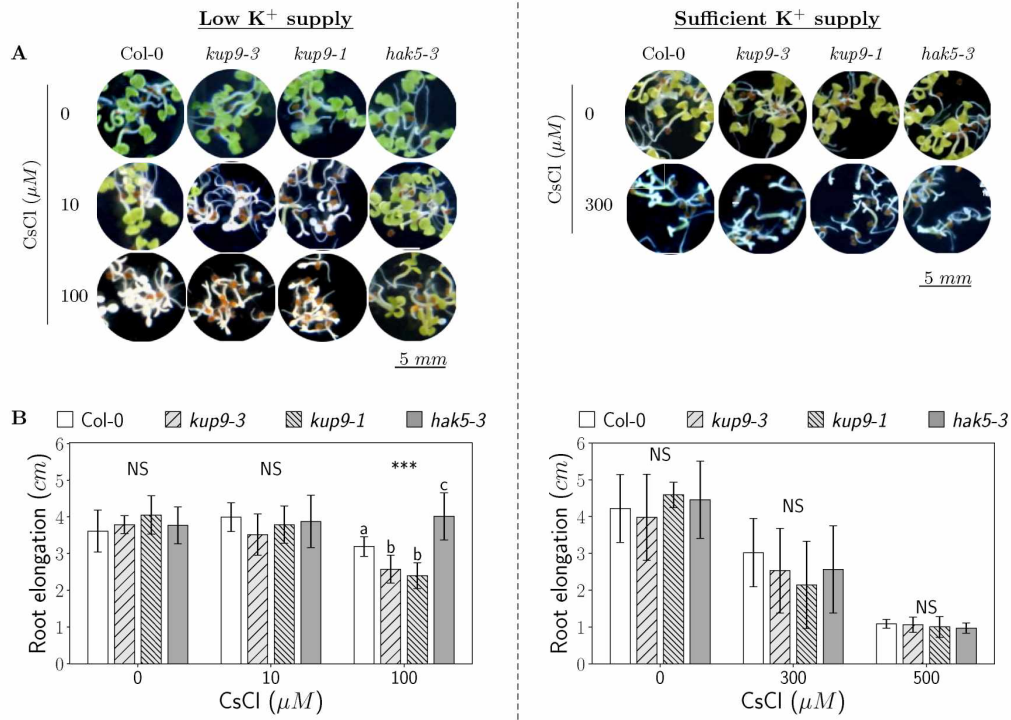 Low K+ supply
Sufficient K+ supply
A
Col-0 kup9-3 kup9-1 hak5-3
CsCl (μM)
0
10
100
5 mm
Col-0 kup9-3 kup9-1 hak5-3
CsCl (μM)
0
300
5 mm
B
Col-0 kup9-3 kup9-1 hak5-3
Root elongation (cm)
6
5
4
3
2
1
0
NS
NS
***
a b b c
0 10 100
CsCl (μM)
Col-0 kup9-3 kup9-1 hak5-3
Root elongation (cm)
6
5
4
3
2
1
0
NS
NS
NS
0 300 500
CsCl (μM)